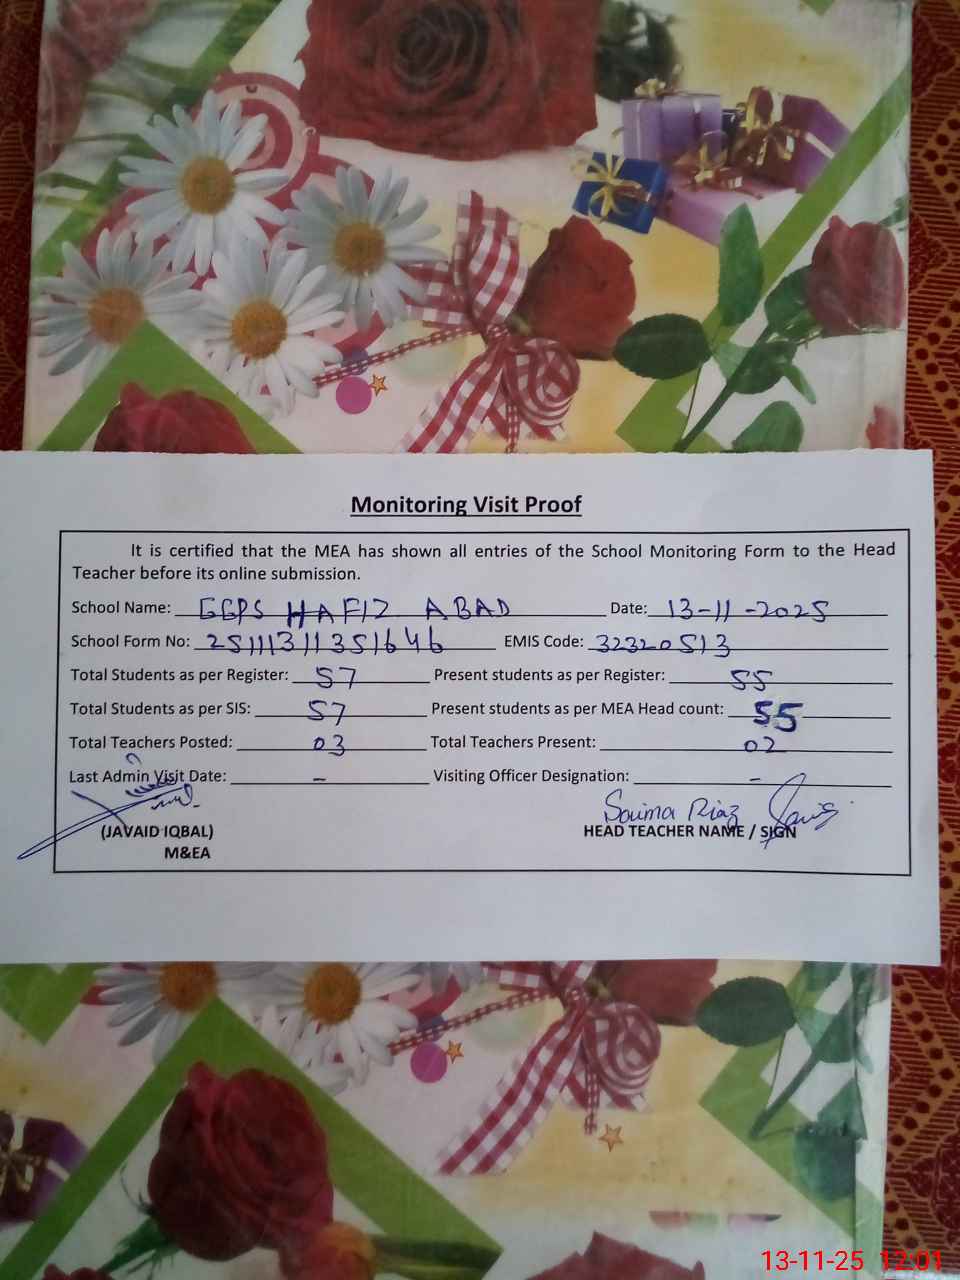 Monitoring Visit Proof
It is certified that the MEA has shown all entries of the School Monitoring Form to the Head
Teacher before its online submission.
School Name: GGPS HAFIZ ABAD Date: 13-11-2025
School Form No: 25111311351646 EMIS Code: 32320513
Total Students as per Register: 57 Present students as per Register: 55
Total Students as per SIS: 57 Present students as per MEA Head count: 55
Total Teachers Posted: 03 Total Teachers Present: 02
Last Admin Visit Date: - Visiting Officer Designation: -
Saima Riaz
(JAVAID IQBAL) HEAD TEACHER NAME / SIGN
M&EA
13-11-25 12:01